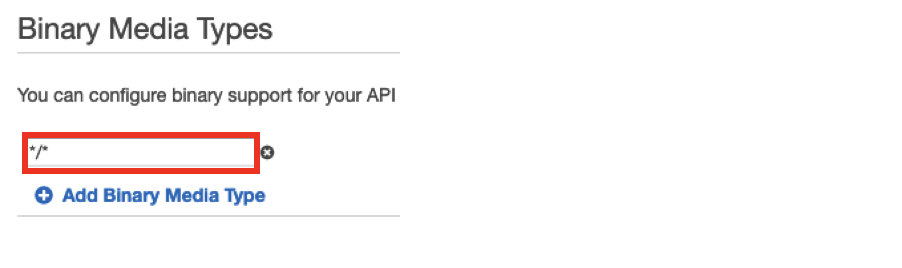 Binary Media Types
You can configure binary support for your API
*/*
Add Binary Media Type